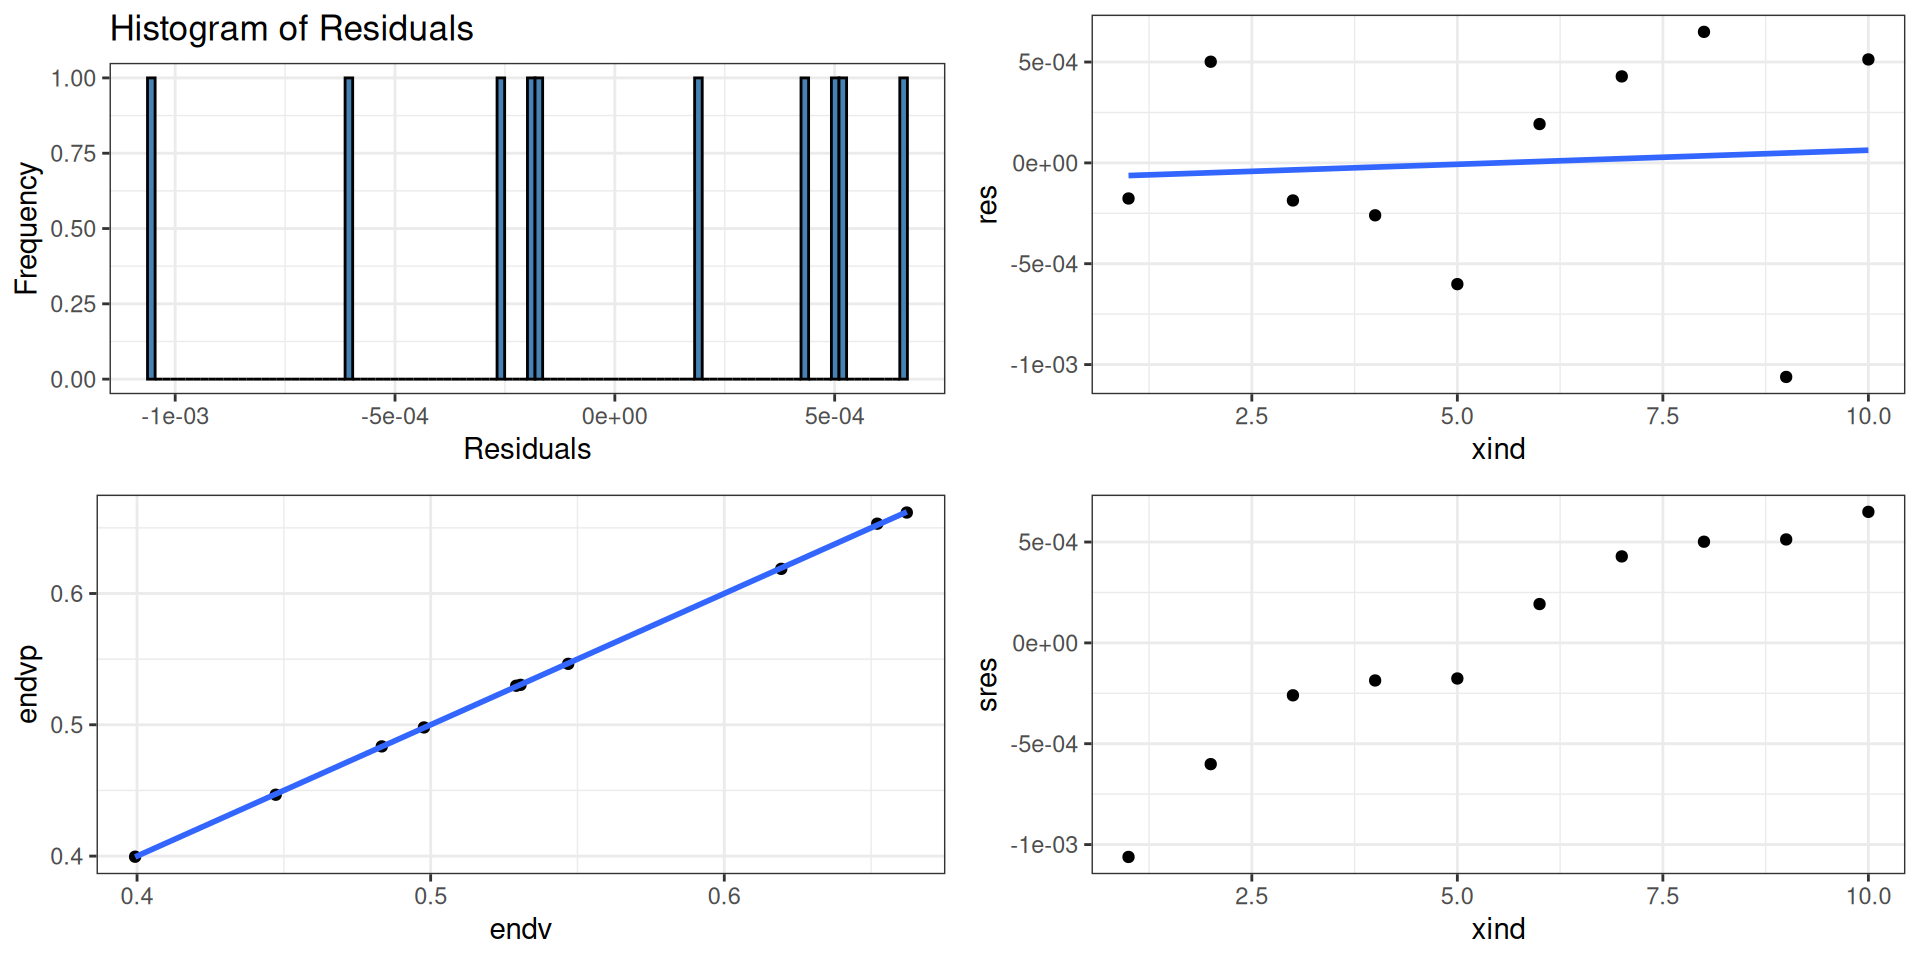 Histogram of Residuals
1.00
0.75
0.50
0.25
0.00
Frequency
-1e-03 -5e-04 0e+00 5e-04
Residuals
5e-04
0e+00
-5e-04
-1e-03
res
2.5 5.0 7.5 10.0
xind
0.6
0.5
0.4
endvp
0.4 0.5 0.6
endv
5e-04
0e+00
-5e-04
-1e-03
sres
2.5 5.0 7.5 10.0
xind